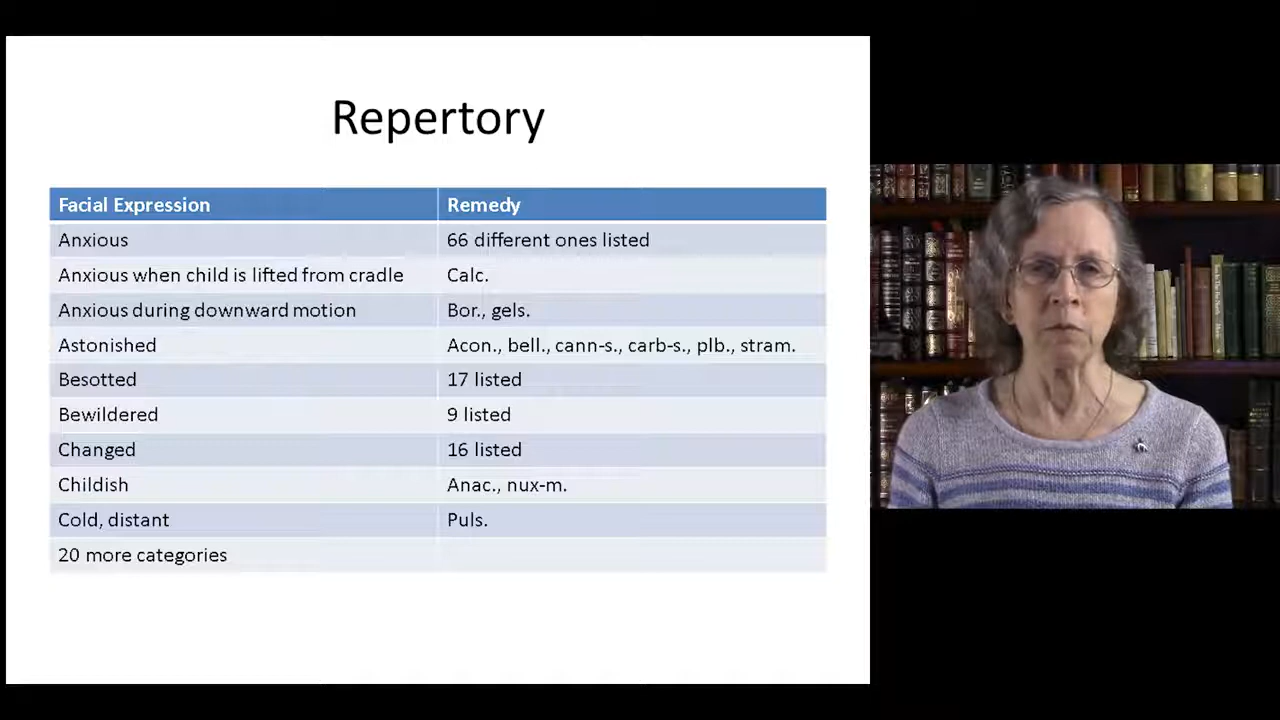 Repertory
Facial Expression Remedy
Anxious 66 different ones listed
Anxious when child is lifted from cradle Calc.
Anxious during downward motion Bor., gels.
Astonished Acon., bell., cann-s., carb-s., plb., stram.
Besotted 17 listed
Bewildered 9 listed
Changed 16 listed
Childish Anac., nux-m.
Cold, distant Puls.
20 more categories